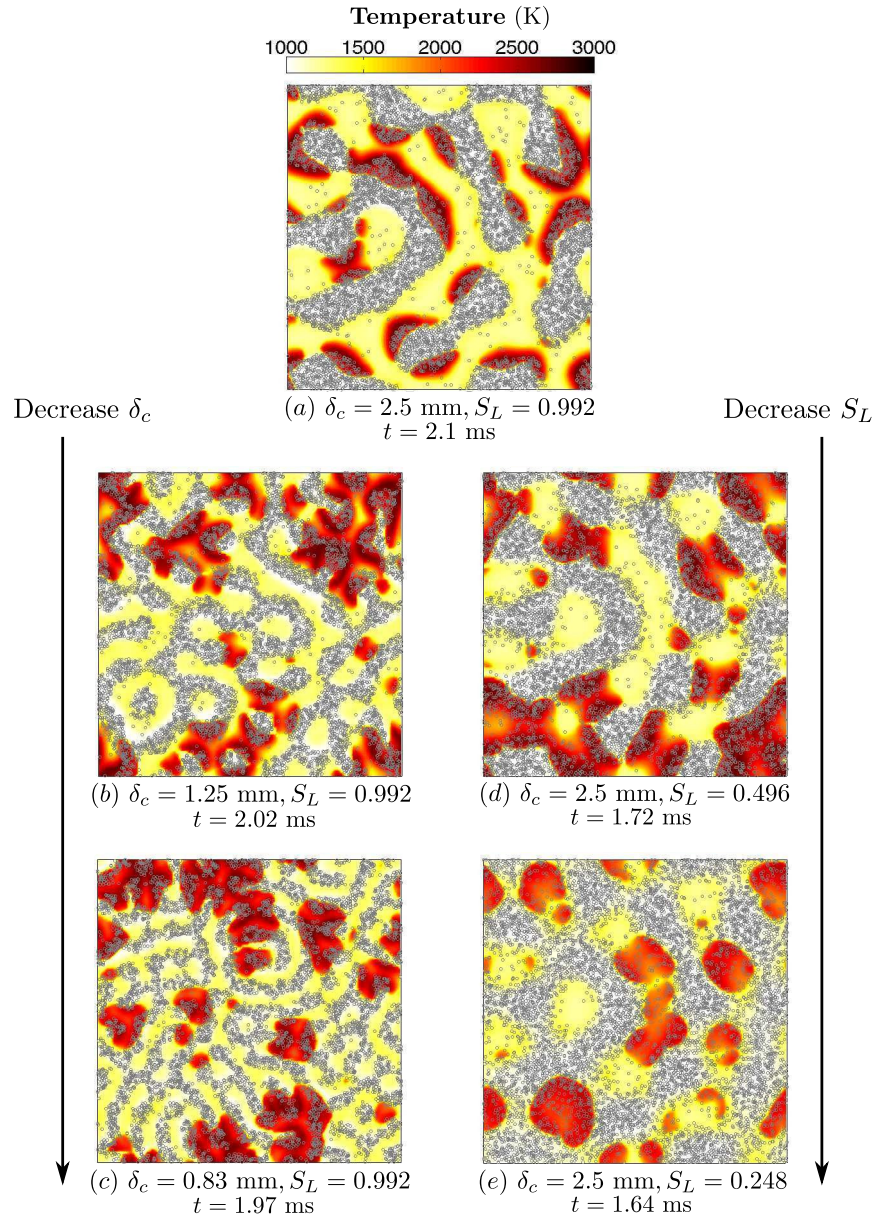 Temperature (K)
1000 1500 2000 2500 3000
(a) δc = 2.5 mm, SL = 0.992
t = 2.1 ms
Decrease δc
Decrease SL
(b) δc = 1.25 mm, SL = 0.992
t = 2.02 ms
(d) δc = 2.5 mm, SL = 0.496
t = 1.72 ms
(c) δc = 0.83 mm, SL = 0.992
t = 1.97 ms
(e) δc = 2.5 mm, SL = 0.248
t = 1.64 ms